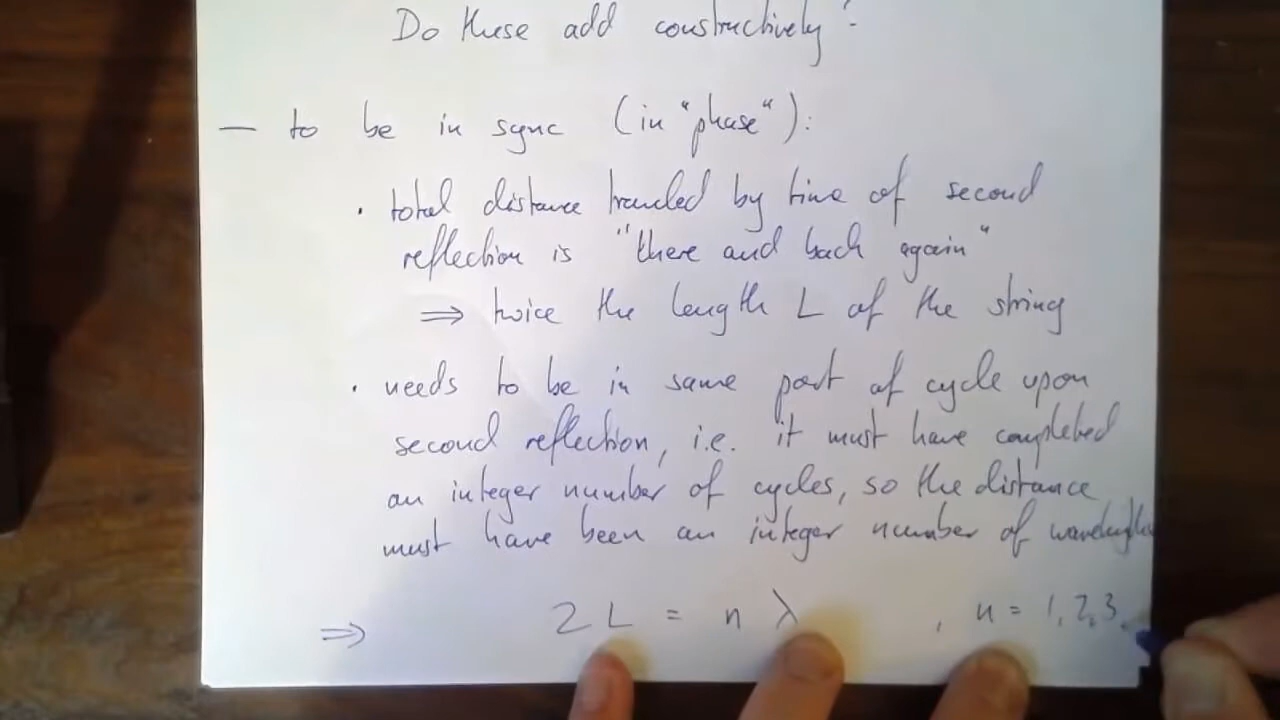 Do these add constructively?
— to be in sync (in "phase"):
· total distance traveled by time of second
reflection is "there and back again"
⇒ twice the length L of the string
· needs to be in same part of cycle upon
second reflection, i.e. it must have completed
an integer number of cycles, so the distance
must have been an integer number of wavelengths
⇒ 2L = nλ , n = 1,2,3..